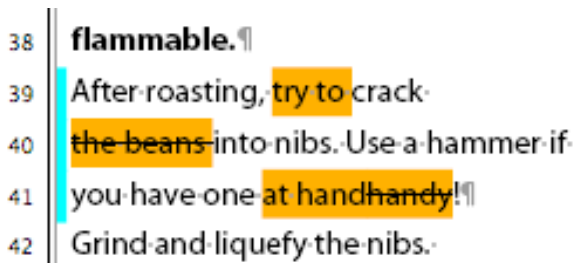 38 flammable.¶
39 After·roasting,·try·to·crack·
40 the·beans·into·nibs.·Use·a·hammer·if·
41 you·have·one·at·handhandy!¶
42 Grind·and·liquefy·the·nibs.·